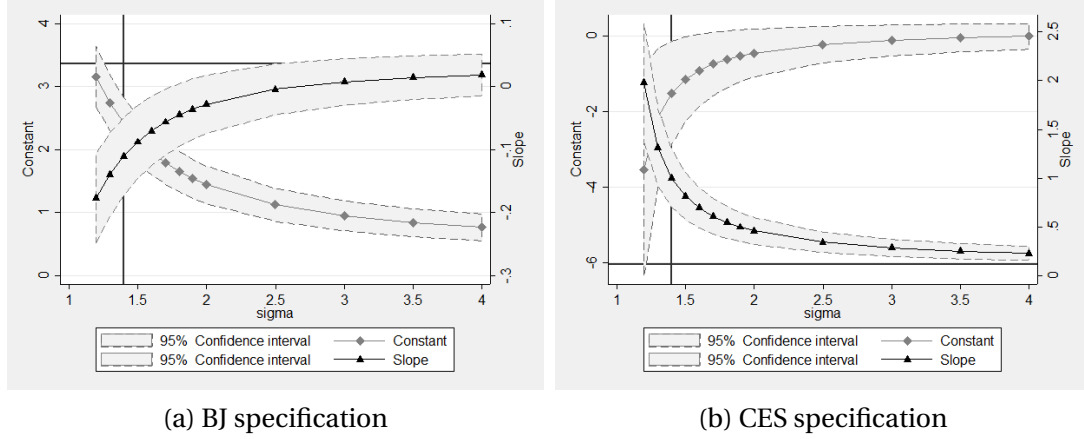 4
3
2
1
0
Constant
.1
0
-.1
-.2
-.3
Slope
1
1.5
2
2.5
3
3.5
4
sigma
95% Confidence interval
Constant
95% Confidence interval
Slope
(a) BJ specification
0
-2
-4
-6
Constant
2.5
2
1.5
1
.5
0
Slope
1
1.5
2
2.5
3
3.5
4
sigma
95% Confidence interval
Constant
95% Confidence interval
Slope
(b) CES specification